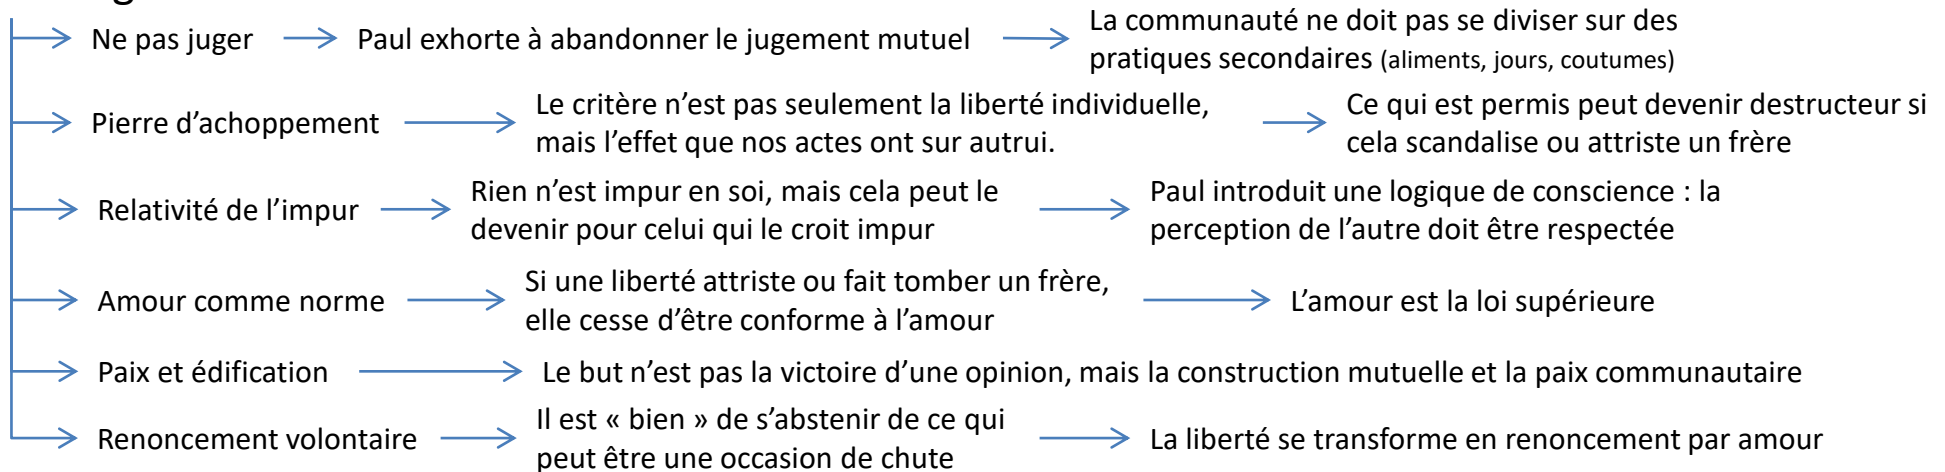 Ne pas juger
Paul exhorte à abandonner le jugement mutuel
La communauté ne doit pas se diviser sur des
pratiques secondaires (aliments, jours, coutumes)
Pierre d’achoppement
Le critère n’est pas seulement la liberté individuelle,
mais l’effet que nos actes ont sur autrui.
Ce qui est permis peut devenir destructeur si
cela scandalise ou attriste un frère
Relativité de l’impur
Rien n’est impur en soi, mais cela peut le
devenir pour celui qui le croit impur
Paul introduit une logique de conscience : la
perception de l’autre doit être respectée
Amour comme norme
Si une liberté attriste ou fait tomber un frère,
elle cesse d’être conforme à l’amour
L’amour est la loi supérieure
Paix et édification
Le but n’est pas la victoire d’une opinion, mais la construction mutuelle et la paix communautaire
Renoncement volontaire
Il est « bien » de s’abstenir de ce qui
peut être une occasion de chute
La liberté se transforme en renoncement par amour